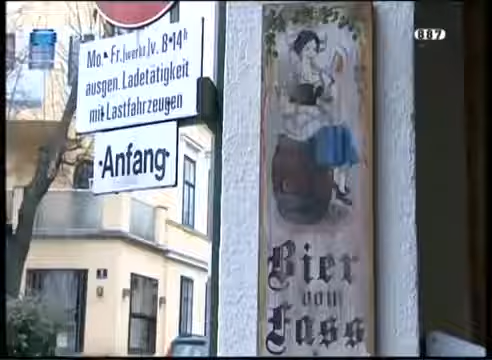 Mo.-Fr.(werkt.)v. 8-14h
ausgen. Ladetätigkeit
mit Lastfahrzeugen
Anfang
887
Bier
vom
Fass